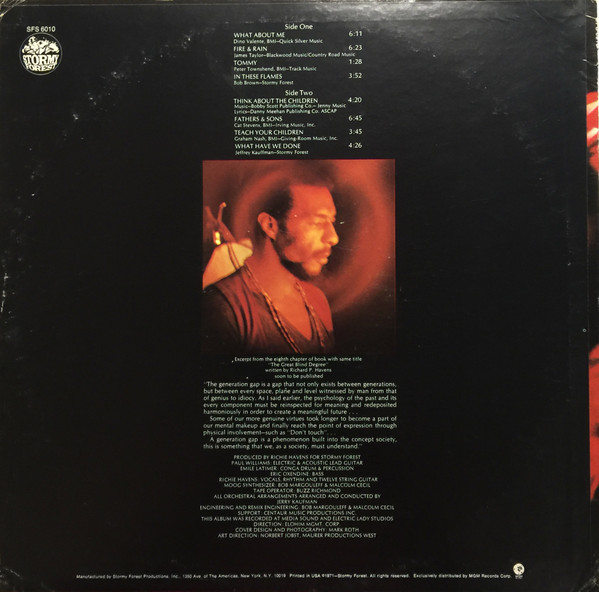 SFS 6010
STORMY
FOREST
Side One
WHAT ABOUT ME 6:11
Dino Valente, BMI—Quick Silver Music
FIRE & RAIN 6:23
James Taylor—Blackwood Music/Country Road Music
TOMMY 1:28
Peter Townshend, BMI—Track Music
IN THESE FLAMES 3:52
Bob Brown—Stormy Forest
Side Two
THINK ABOUT THE CHILDREN 4:20
Music—Bobby Scott Publishing Co.— Jenny Music
Lyrics—Danny Meehan Publishing Co. ASCAP
FATHERS & SONS 6:45
Cat Stevens, BMI—Irving Music, Inc.
TEACH YOUR CHILDREN 3:45
Graham Nash, BMI—Giving-Room Music, Inc.
WHAT HAVE WE DONE 4:26
Jeffrey Kauffman—Stormy Forest
Excerpt from the eighth chapter of book with same title
"The Great Blind Degree"
written by Richard P. Havens
soon to be published
"The generation gap is a gap that not only exists between generations,
but between every space, plane and level witnessed by man from that
of genius to idiocy. As I said earlier, the psychology of the past and its
every component must be reinspected for meaning and redeposited
harmoniously in order to create a meaningful future . . .
Some of our more genuine virtues took longer to become a part of
our mental makeup and finally reach the point of expression through
physical involvement—such as "Don't touch" . . .
A generation gap is a phenomenon built into the concept society,
this is something that we, as a society, must understand."
PRODUCED BY RICHIE HAVENS FOR STORMY FOREST
PAUL WILLIAMS: ELECTRIC & ACOUSTIC LEAD GUITAR
EMILE LATIMER: CONGA DRUM & PERCUSSION
ERIC OXENDINE: BASS
RICHIE HAVENS: VOCALS, RHYTHM AND TWELVE STRING GUITAR
MOOG SYNTHESIZER: BOB MARGOULEFF & MALCOLM CECIL
TAPE OPERATOR: BUZZ RICHMOND
ALL ORCHESTRAL ARRANGEMENTS ARRANGED AND CONDUCTED BY
JERRY KAUFMAN
ENGINEERING AND REMIX ENGINEERING, BOB MARGOULEFF & MALCOLM CECIL
SUPPORT: CENTAUR MUSIC PRODUCTIONS INC.
THIS ALBUM WAS RECORDED AT MEDIA SOUND AND ELECTRIC LADY STUDIOS
DIRECTION: ELOHIM MGMT. CORP.
COVER DESIGN AND PHOTOGRAPHY: MARK ROTH
ART DIRECTION: NORBERT JOBST, MAURER PRODUCTIONS WEST
Manufactured by Stormy Forest Productions, Inc., 1350 Ave. of The Americas, New York, N.Y. 10019 Printed in USA ℗1971—Stormy Forest. All rights reserved. Exclusively distributed by MGM Records Corp.